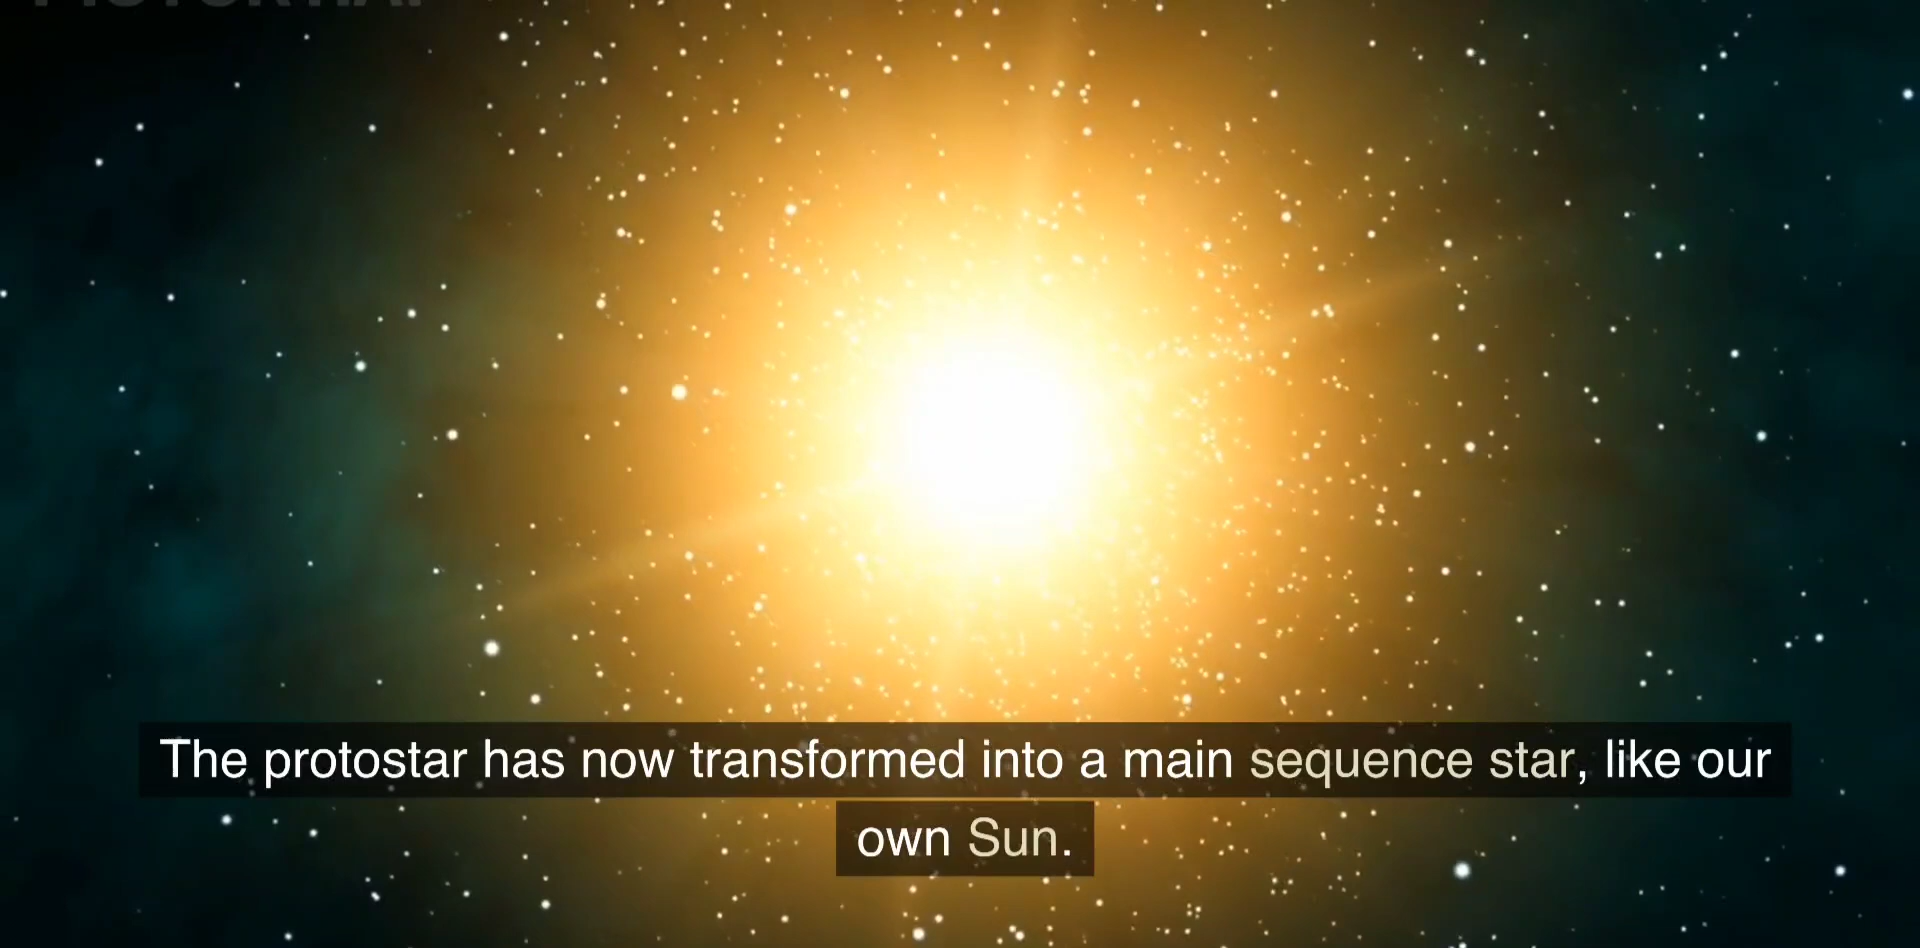 The protostar has now transformed into a main sequence star, like our
own Sun.